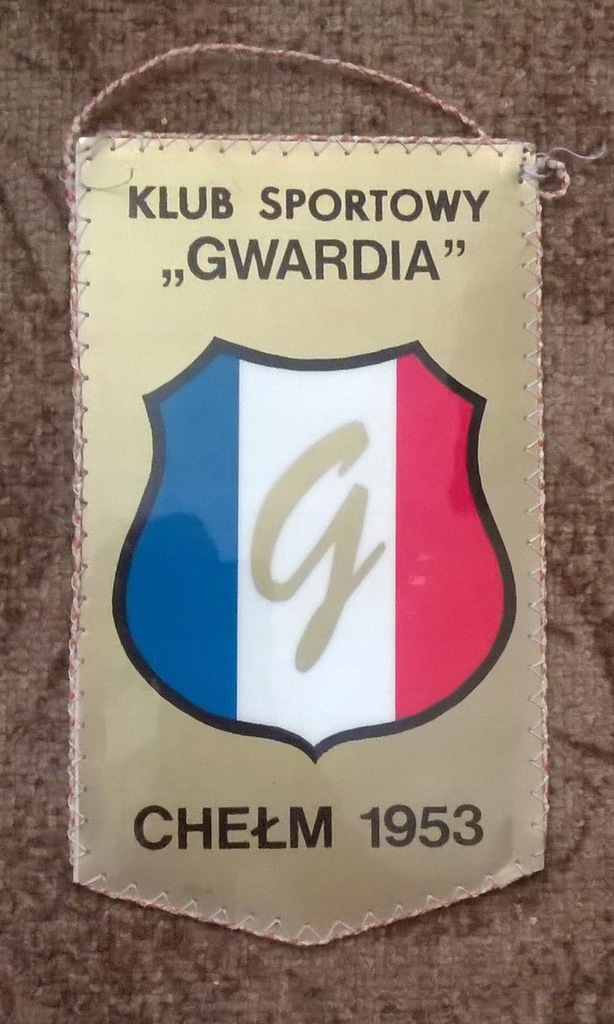 KLUB SPORTOWY
„GWARDIA”
G
CHEŁM 1953